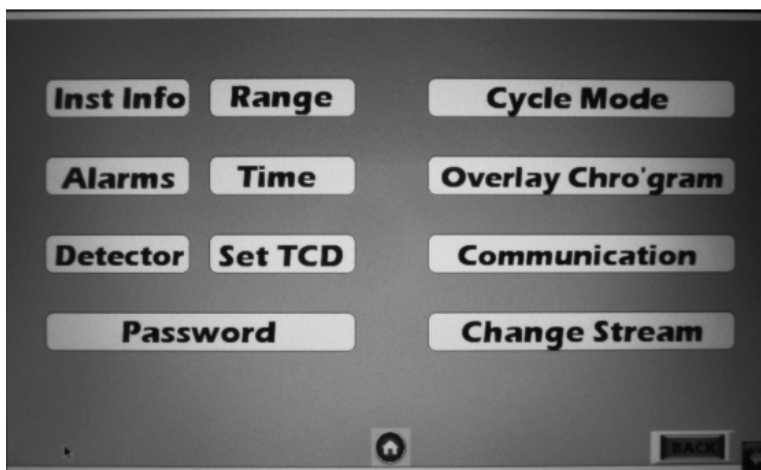 Inst Info Range Cycle Mode
Alarms Time Overlay Chro'gram
Detector Set TCD Communication
Password Change Stream
BACK